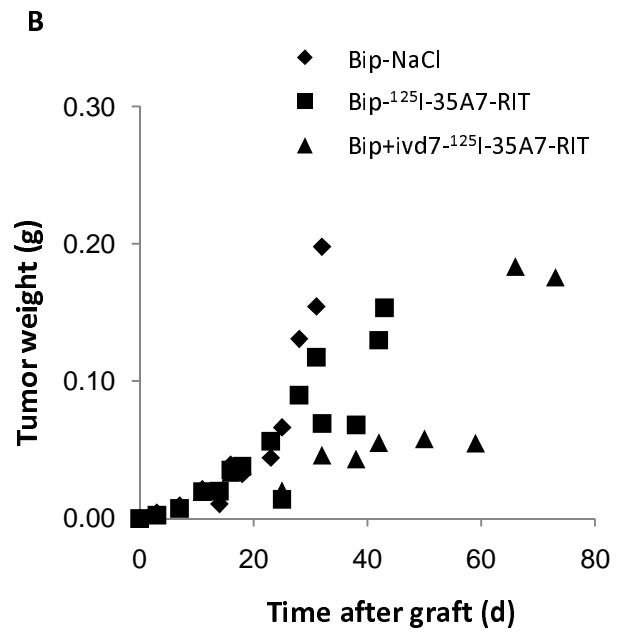 B
Bip-NaCl
Bip-¹²⁵I-35A7-RIT
Bip+ivd7-¹²⁵I-35A7-RIT
0.30
0.20
0.10
0.00
Tumor weight (g)
0 20 40 60 80
Time after graft (d)